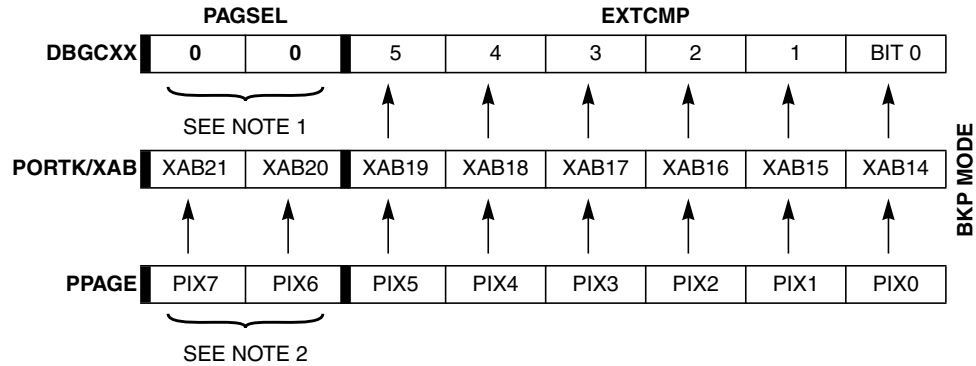 PAGSEL EXTCMP
DBGCXX 0 0 5 4 3 2 1 BIT 0
SEE NOTE 1
PORTK/XAB XAB21 XAB20 XAB19 XAB18 XAB17 XAB16 XAB15 XAB14
BKP MODE
PPAGE PIX7 PIX6 PIX5 PIX4 PIX3 PIX2 PIX1 PIX0
SEE NOTE 2